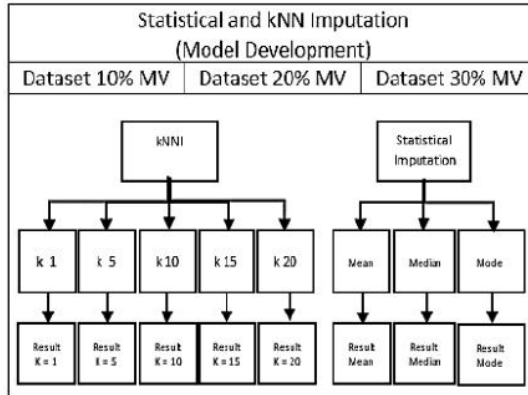 Statistical and kNN Imputation
(Model Development)
Dataset 10% MV
Dataset 20% MV
Dataset 30% MV
kNNI
Statistical
Imputation
k 1
k 5
k 10
k 15
k 20
Mean
Median
Mode
Result
K = 1
Result
K = 5
Result
K = 10
Result
K = 15
Result
K = 20
Result
Mean
Result
Median
Result
Mode